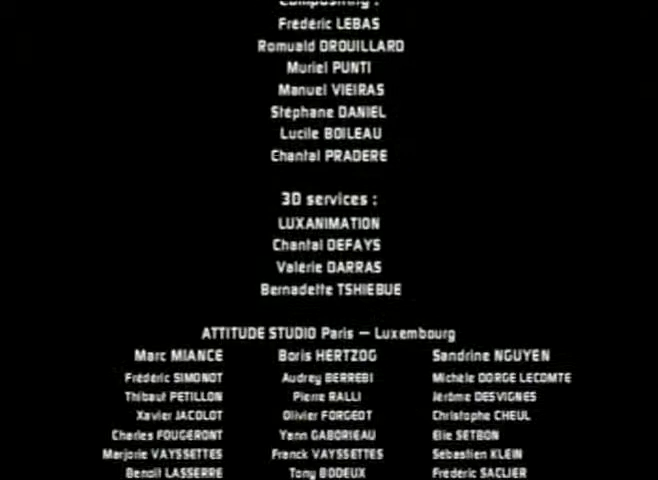 Compositing :
Frédéric LEBAS
Romuald DROUILLARD
Muriel PUNTI
Manuel VIEIRAS
Stéphane DANIEL
Lucile BOILEAU
Chantal PRADERE
3D services :
LUXANIMATION
Chantal DEFAYS
Valérie DARRAS
Bernadette TSHIEBUE
ATTITUDE STUDIO Paris – Luxembourg
Marc MIANCE Boris HERTZOG Sandrine NGUYEN
Frédéric SIMONOT Audrey BERREBI Michèle DORGE LECOMTE
Thibaut PETILLON Pierre RALLI Jérôme DESVIGNES
Xavier JACOLOT Olivier FORGEOT Christophe CHEUL
Charles FOUGERONT Yann GABORIEAU Elie SETBON
Marjorie VAYSSETTES Franck VAYSSETTES Sébastien KLEIN
Benoît LASSERRE Tony BODEUX Frédéric SACLIER